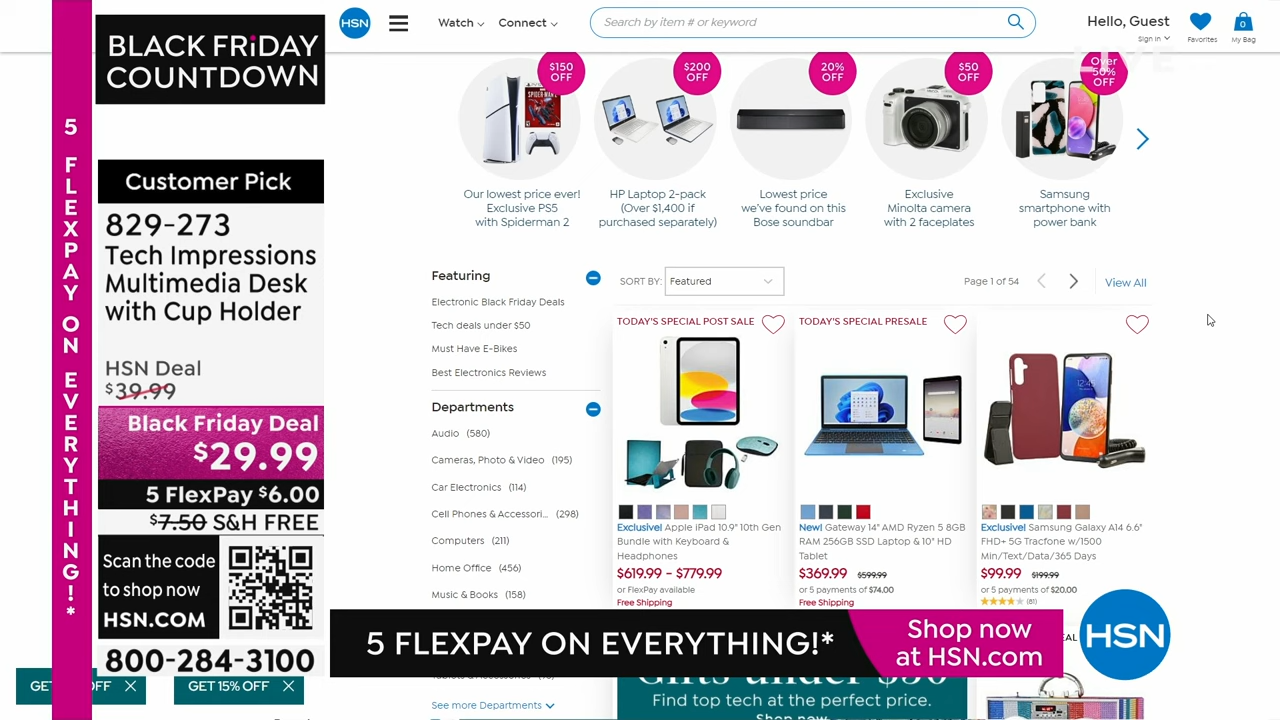 5 FLEXPAY ON EVERYTHING!*
BLACK FRiDAY
COUNTDOWN
Customer Pick
829-273
Tech Impressions
Multimedia Desk
with Cup Holder
HSN Deal
$39.99
Black Friday Deal
$29.99
5 FlexPay $6.00
$7.50 S&H FREE
Scan the code
to shop now
HSN.COM
800-284-3100
GET 15% OFF
HSN
Watch
Connect
Search by item # or keyword
Hello, Guest
Sign in
Favorites
0
My Bag
LIVE
$150
OFF
$200
OFF
20%
OFF
$50
OFF
Over
50%
OFF
Our lowest price ever!
Exclusive PS5
with Spiderman 2
HP Laptop 2-pack
(Over $1,400 if
purchased separately)
Lowest price
we've found on this
Bose soundbar
Exclusive
Minolta camera
with 2 faceplates
Samsung
smartphone with
power bank
Featuring
Electronic Black Friday Deals
Tech deals under $50
Must Have E-Bikes
Best Electronics Reviews
Departments
Audio (580)
Cameras, Photo & Video (195)
Car Electronics (114)
Cell Phones & Accessori... (298)
Computers (211)
Home Office (456)
Music & Books (158)
See more Departments
SORT BY:
Featured
Page 1 of 54
View All
TODAY'S SPECIAL POST SALE
Exclusive! Apple iPad 10.9" 10th Gen
Bundle with Keyboard &
Headphones
$619.99 - $779.99
or FlexPay available
Free Shipping
TODAY'S SPECIAL PRESALE
New! Gateway 14" AMD Ryzen 5 8GB
RAM 256GB SSD Laptop & 10" HD
Tablet
$369.99 $599.99
or 5 payments of $74.00
Free Shipping
Exclusive! Samsung Galaxy A14 6.6"
FHD+ 5G Tracfone w/1500
Min/Text/Data/365 Days
$99.99 $199.99
or 5 payments of $20.00
(81)
5 FLEXPAY ON EVERYTHING!*
Shop now
at HSN.com
HSN
Gifts under $50
Find top tech at the perfect price.
Shop now